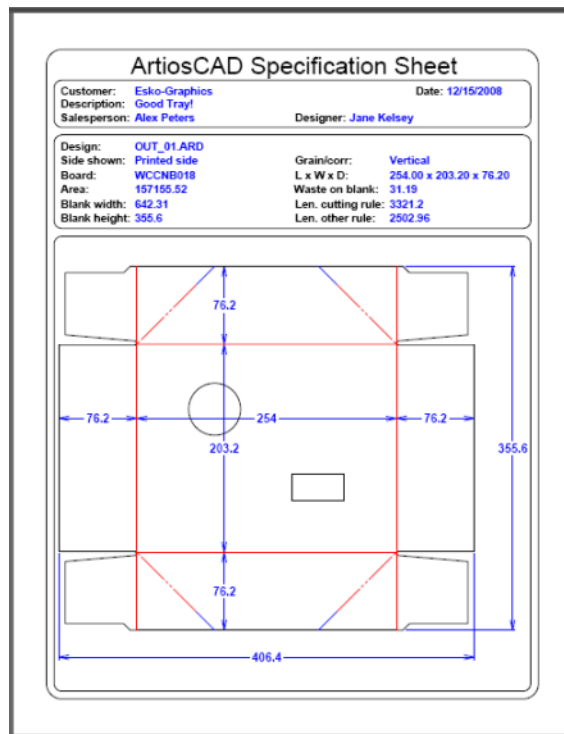 ArtiosCAD Specification Sheet
Customer: Esko-Graphics Date: 12/15/2008
Description: Good Tray!
Salesperson: Alex Peters Designer: Jane Kelsey
Design: OUT_01.ARD
Side shown: Printed side Grain/corr: Vertical
Board: WCCNB018 L x W x D: 254.00 x 203.20 x 76.20
Area: 157155.52 Waste on blank: 31.19
Blank width: 642.31 Len. cutting rule: 3321.2
Blank height: 355.6 Len. other rule: 2502.96
76.2
76.2 254 76.2
203.2 355.6
76.2
406.4